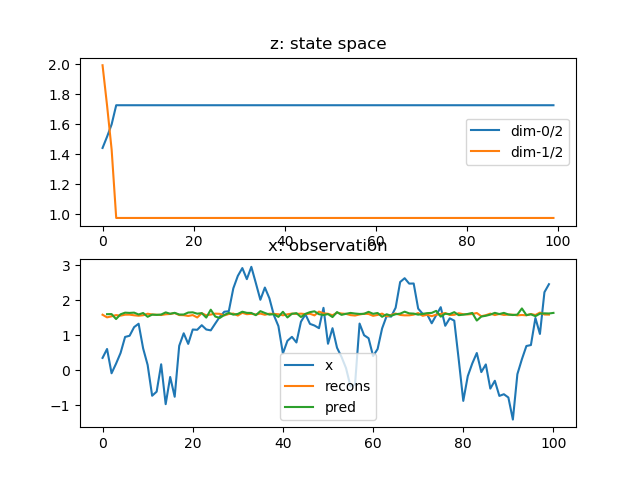 z: state space
2.0
1.8
1.6
1.4
1.2
1.0
dim-0/2
dim-1/2
0 20 40 60 80 100
x: observation
3
2
1
0
−1
x
recons
pred
0 20 40 60 80 100